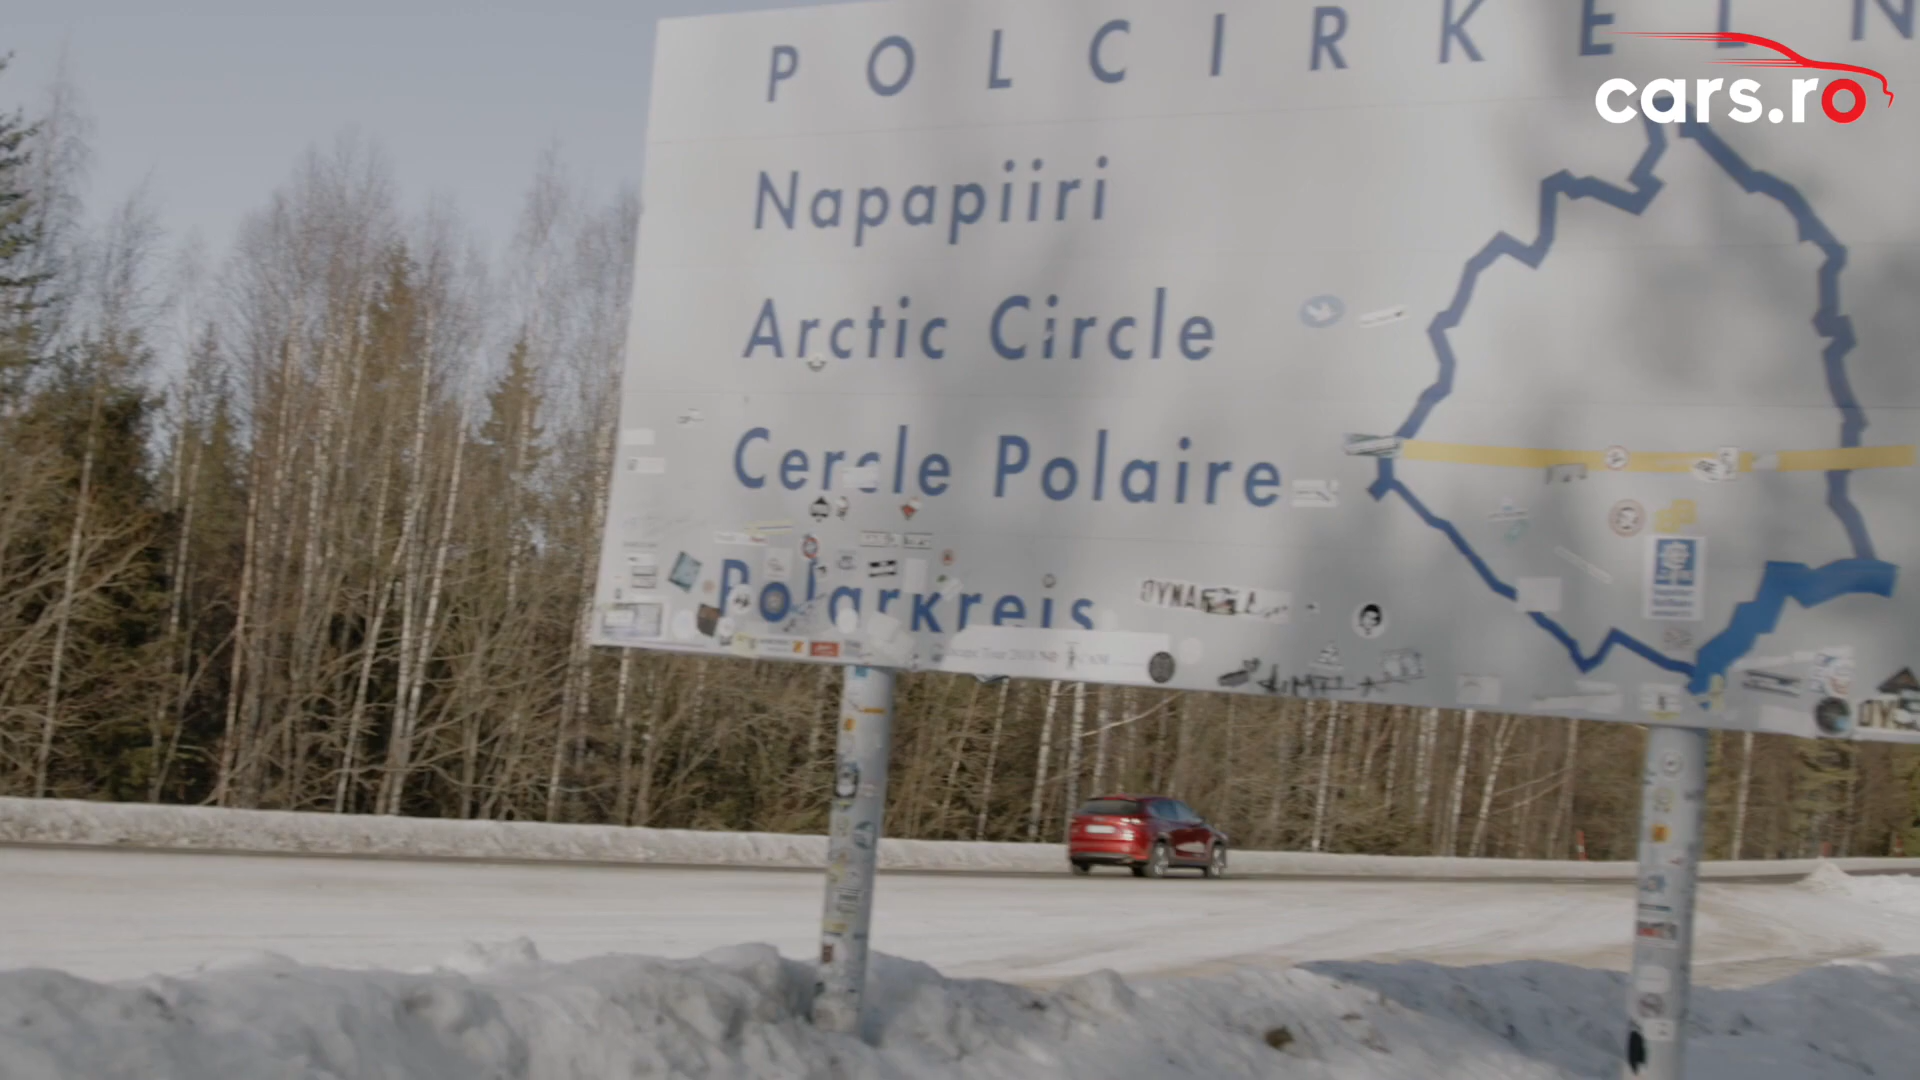 POLCIRKELN
cars.ro
Napapiiri
Arctic Circle
Cercle Polaire
Polarkreis